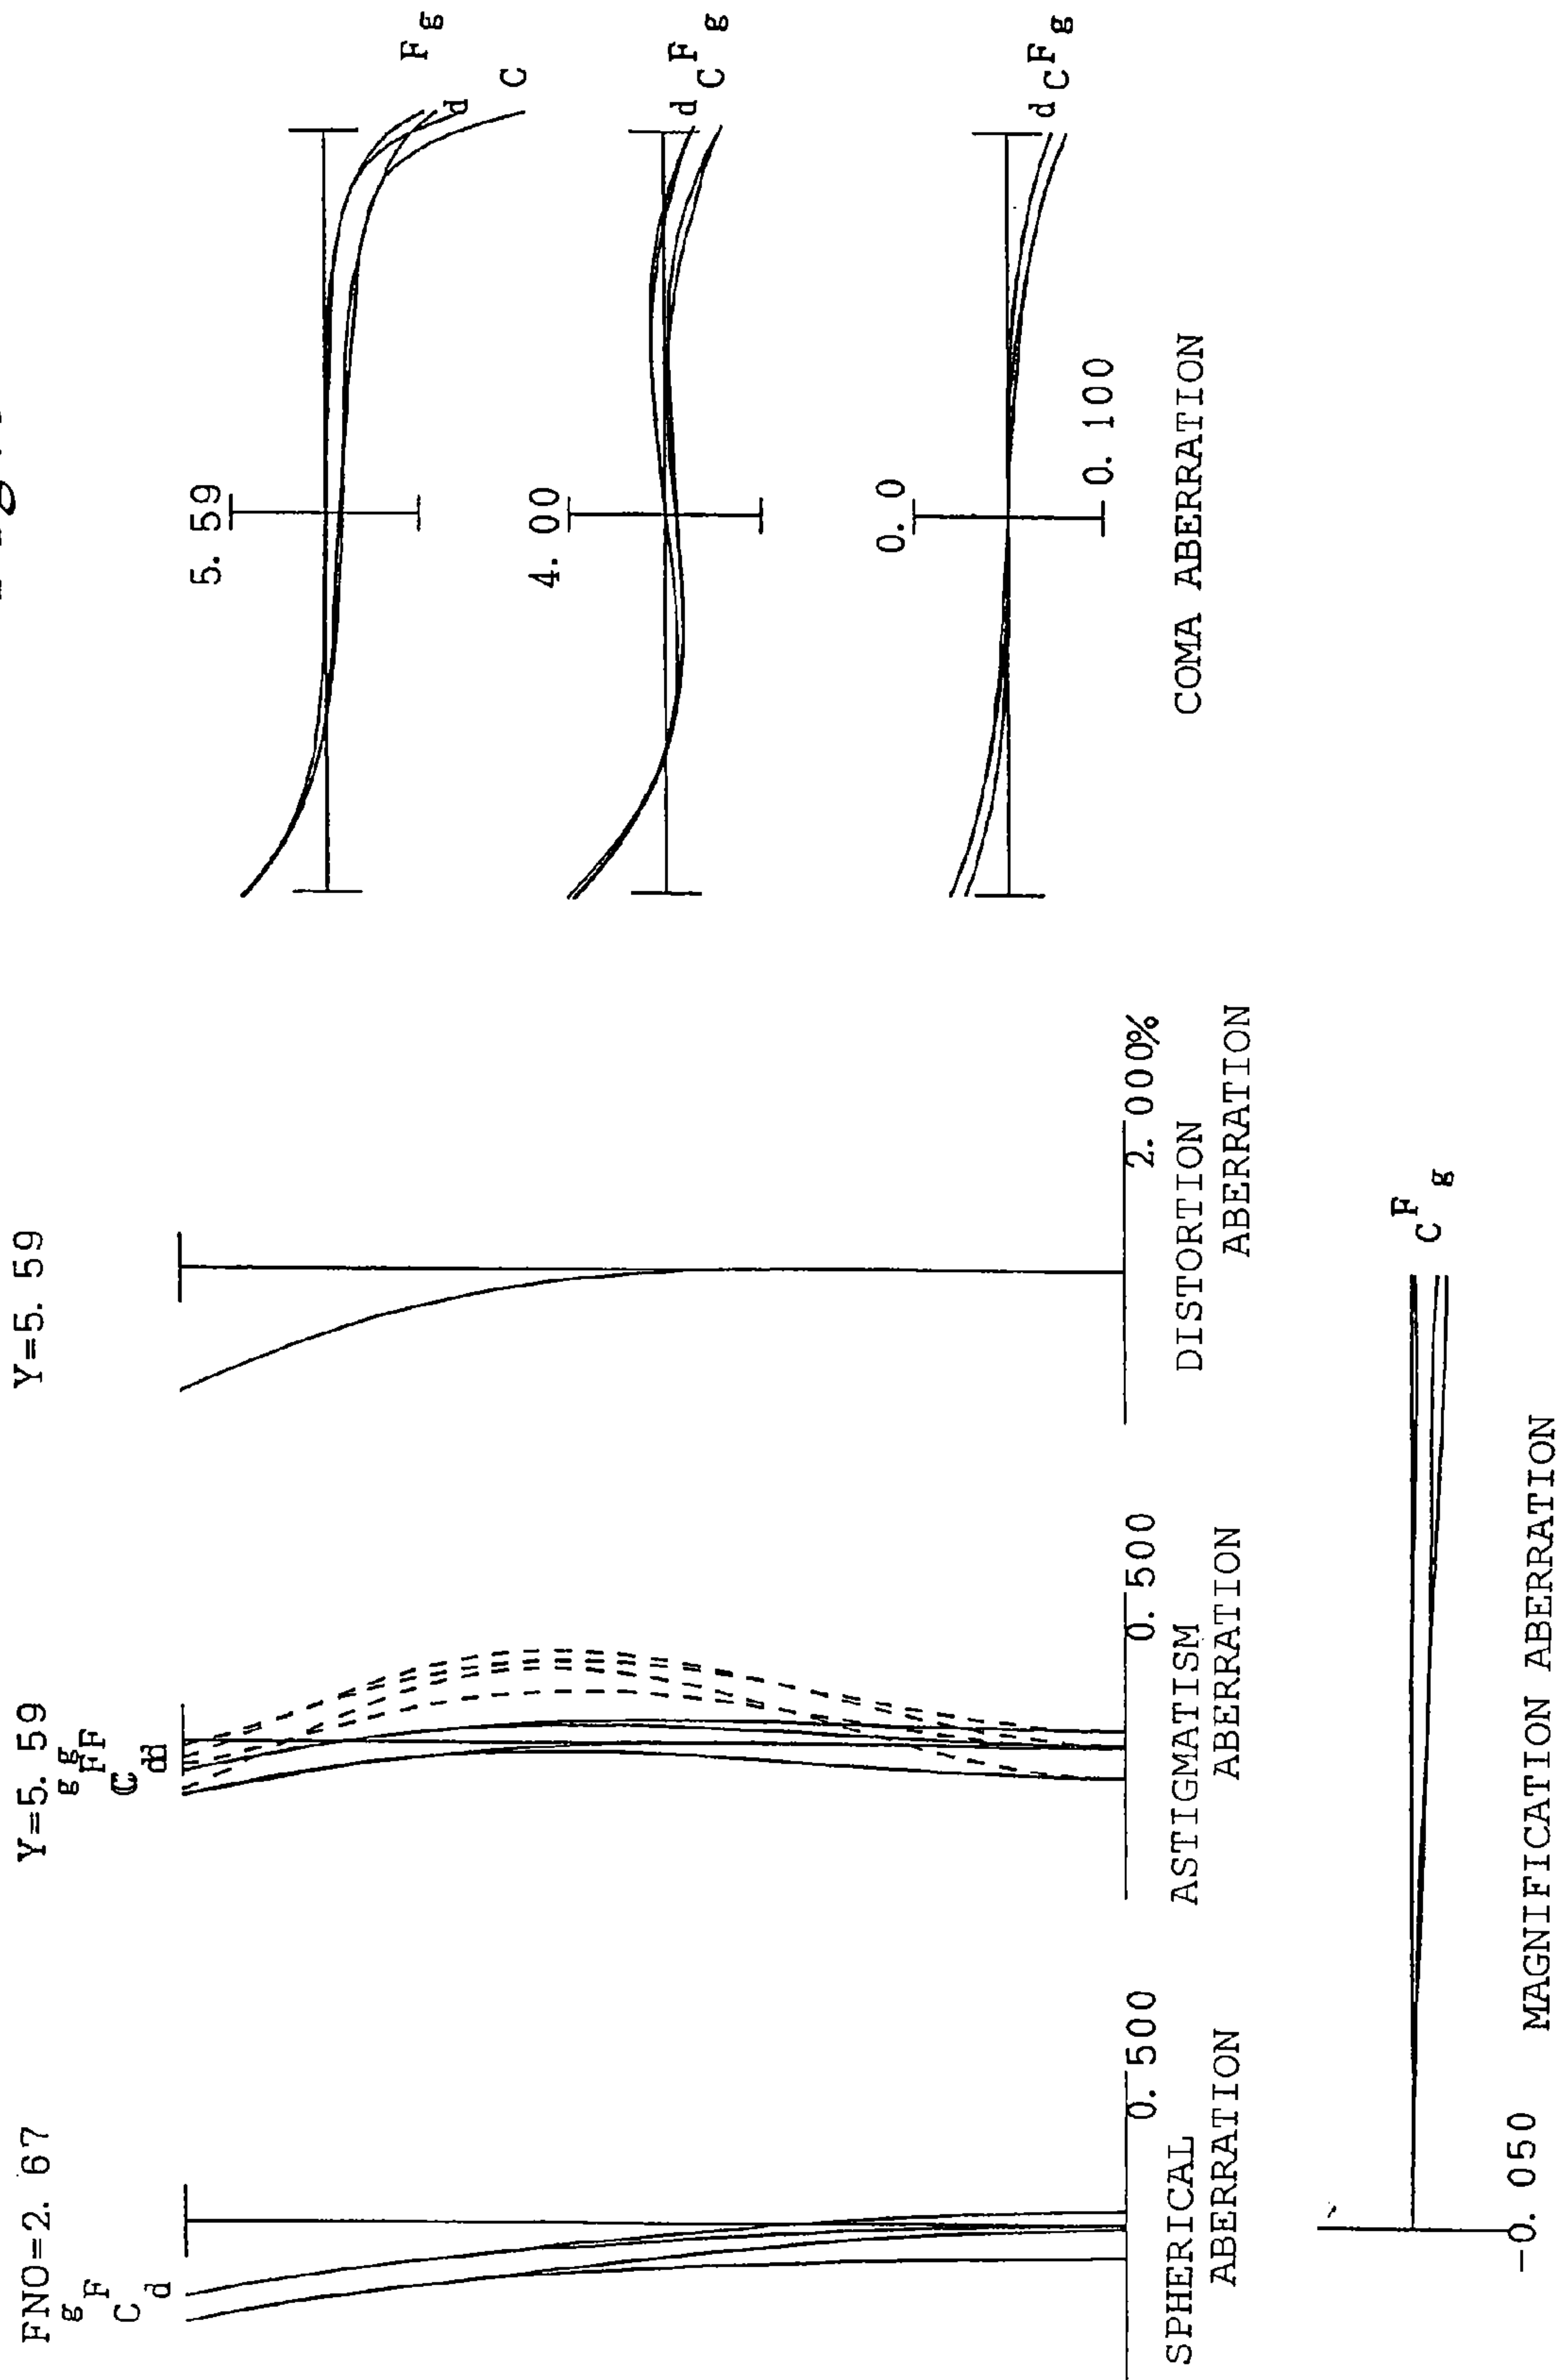 FNO=2. 67
g
F
C
d
SPHERICAL
ABERRATION
0. 500
Y=5. 59
g g
F F
C C
d d
ASTIGMATISM
ABERRATION
0. 500
Y=5. 59
DISTORTION
ABERRATION
2. 000%
5. 59
F g
d
C
4. 00
d C F g
0. 0
d C F g
0. 100
COMA ABERRATION
C F g
-0. 050
MAGNIFICATION ABERRATION